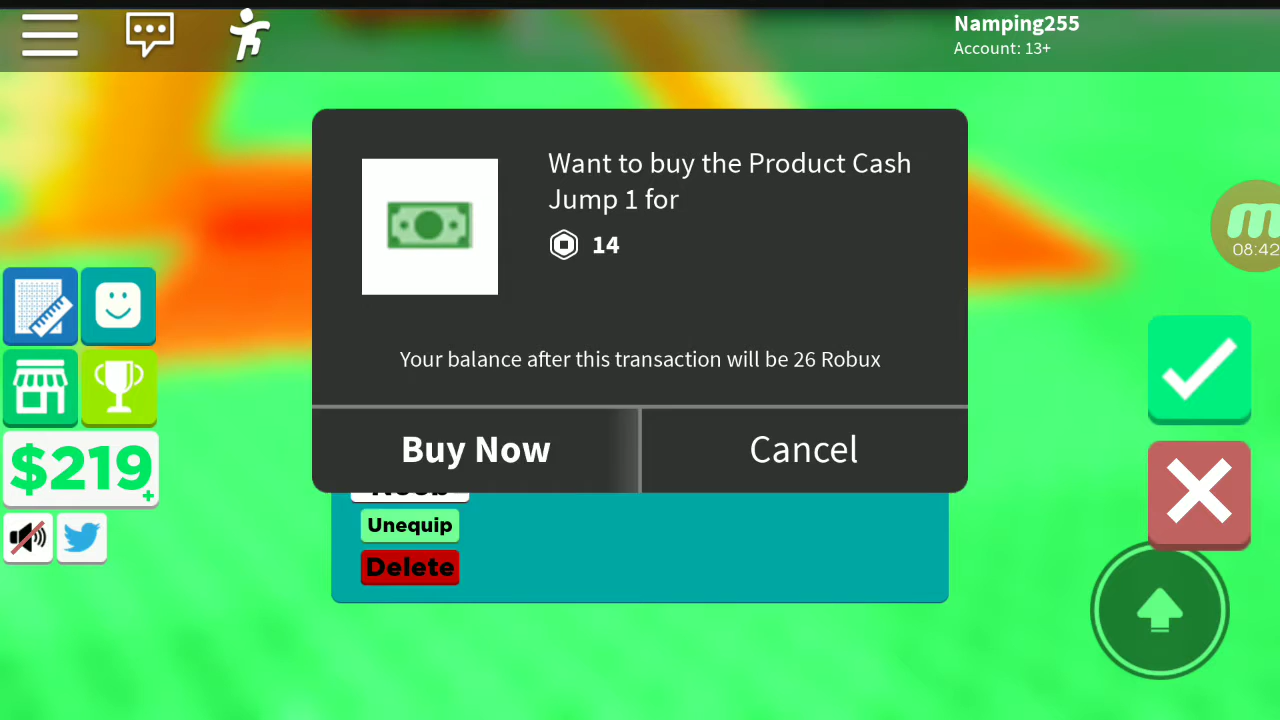 Namping255
Account: 13+
Want to buy the Product Cash
Jump 1 for
14
08:42
Your balance after this transaction will be 26 Robux
Buy Now
Cancel
$219
+
Noob
Unequip
Delete